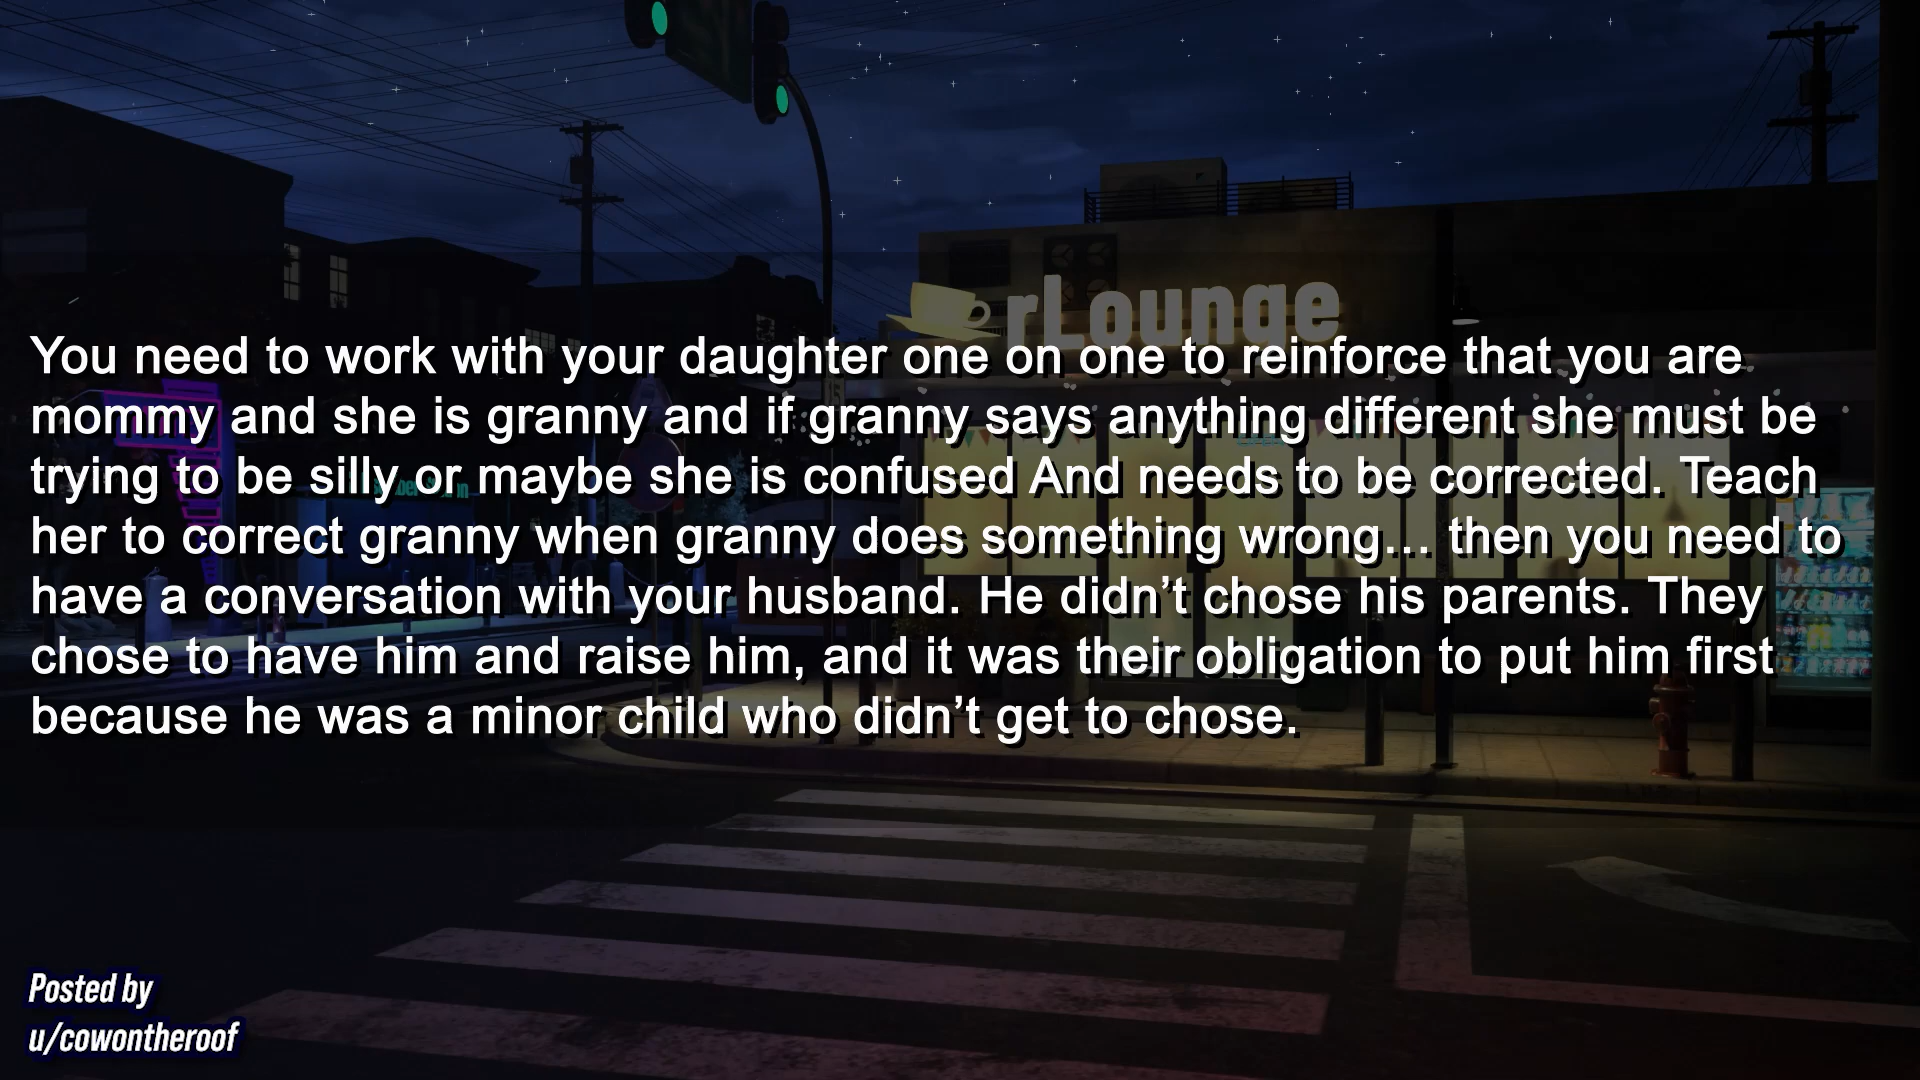 rLounge
You need to work with your daughter one on one to reinforce that you are
mommy and she is granny and if granny says anything different she must be
trying to be silly or maybe she is confused And needs to be corrected. Teach
her to correct granny when granny does something wrong… then you need to
have a conversation with your husband. He didn’t chose his parents. They
chose to have him and raise him, and it was their obligation to put him first
because he was a minor child who didn’t get to chose.
Posted by
u/cowontheroof